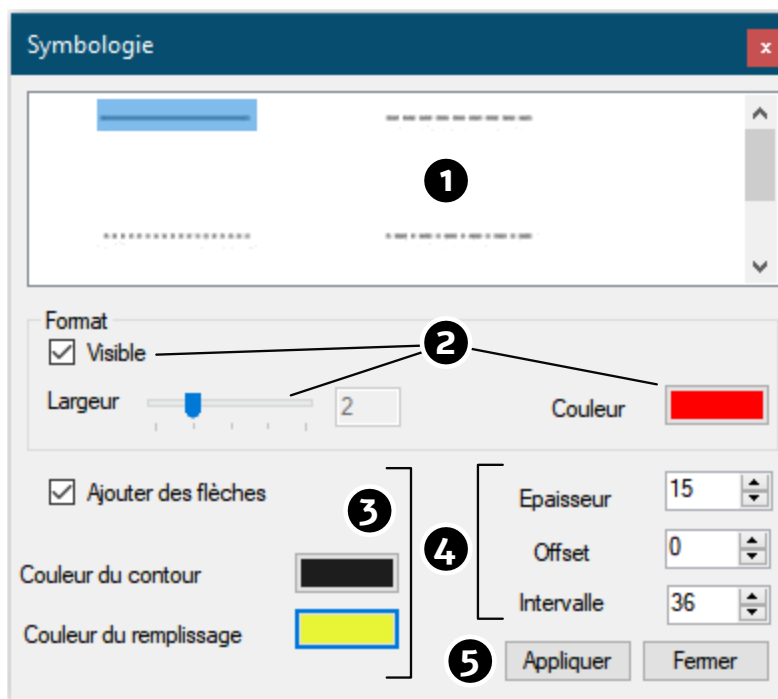 Symbologie
x
1
Format
Visible
2
Largeur
2
Couleur
Ajouter des flèches
3
4
Epaisseur
15
Offset
0
Couleur du contour
Intervalle
36
Couleur du remplissage
5
Appliquer
Fermer